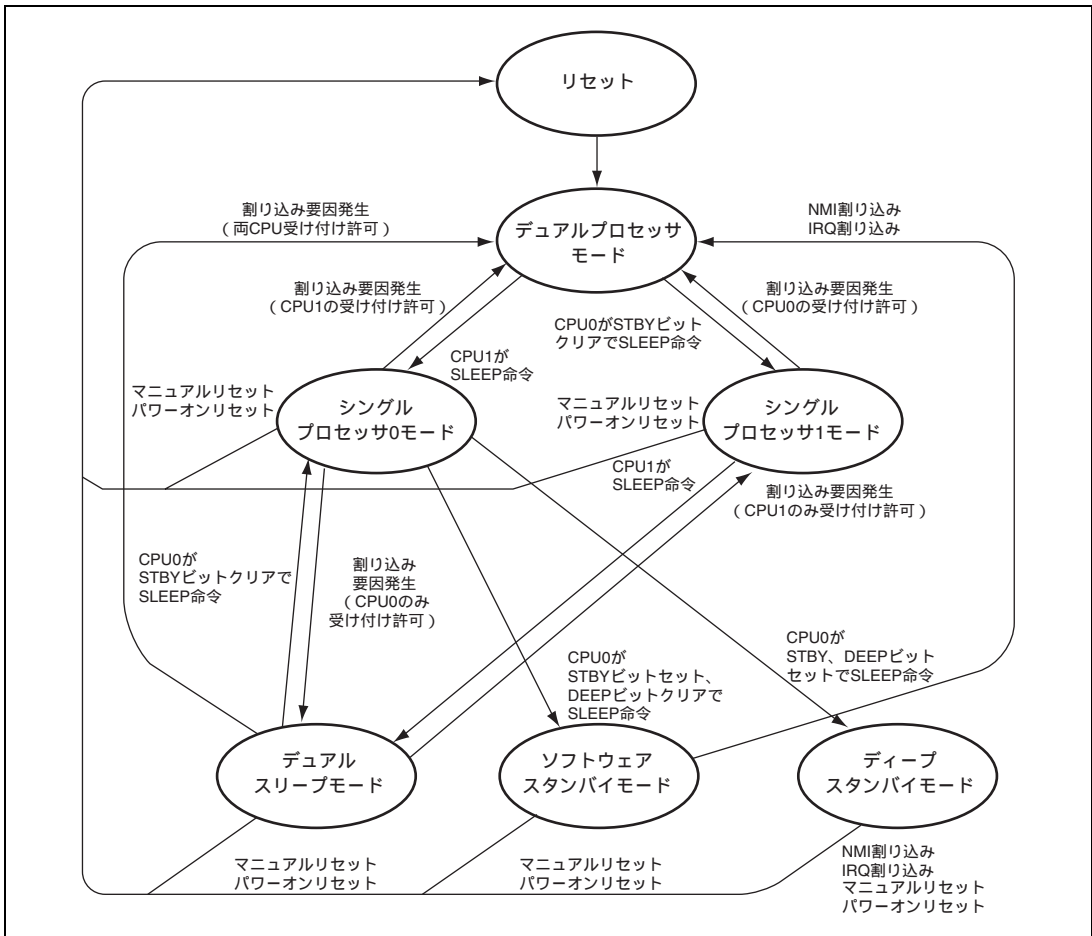 リセット
割り込み要因発生
（両CPU受け付け許可）
デュアルプロセッサ
モード
NMI割り込み
IRQ割り込み
割り込み要因発生
（CPU1の受け付け許可）
割り込み要因発生
（CPU0の受け付け許可）
CPU0がSTBYビット
クリアでSLEEP命令
CPU1が
SLEEP命令
マニュアルリセット
パワーオンリセット
シングル
プロセッサ0モード
マニュアルリセット
パワーオンリセット
シングル
プロセッサ1モード
CPU1が
SLEEP命令
割り込み要因発生
（CPU1のみ受け付け許可）
CPU0が
STBYビットクリアで
SLEEP命令
割り込み
要因発生
（CPU0のみ
受け付け許可）
CPU0が
STBYビットセット、
DEEPビットクリアで
SLEEP命令
CPU0が
STBY、DEEPビット
セットでSLEEP命令
デュアル
スリープモード
ソフトウェア
スタンバイモード
ディープ
スタンバイモード
マニュアルリセット
パワーオンリセット
マニュアルリセット
パワーオンリセット
NMI割り込み
IRQ割り込み
マニュアルリセット
パワーオンリセット